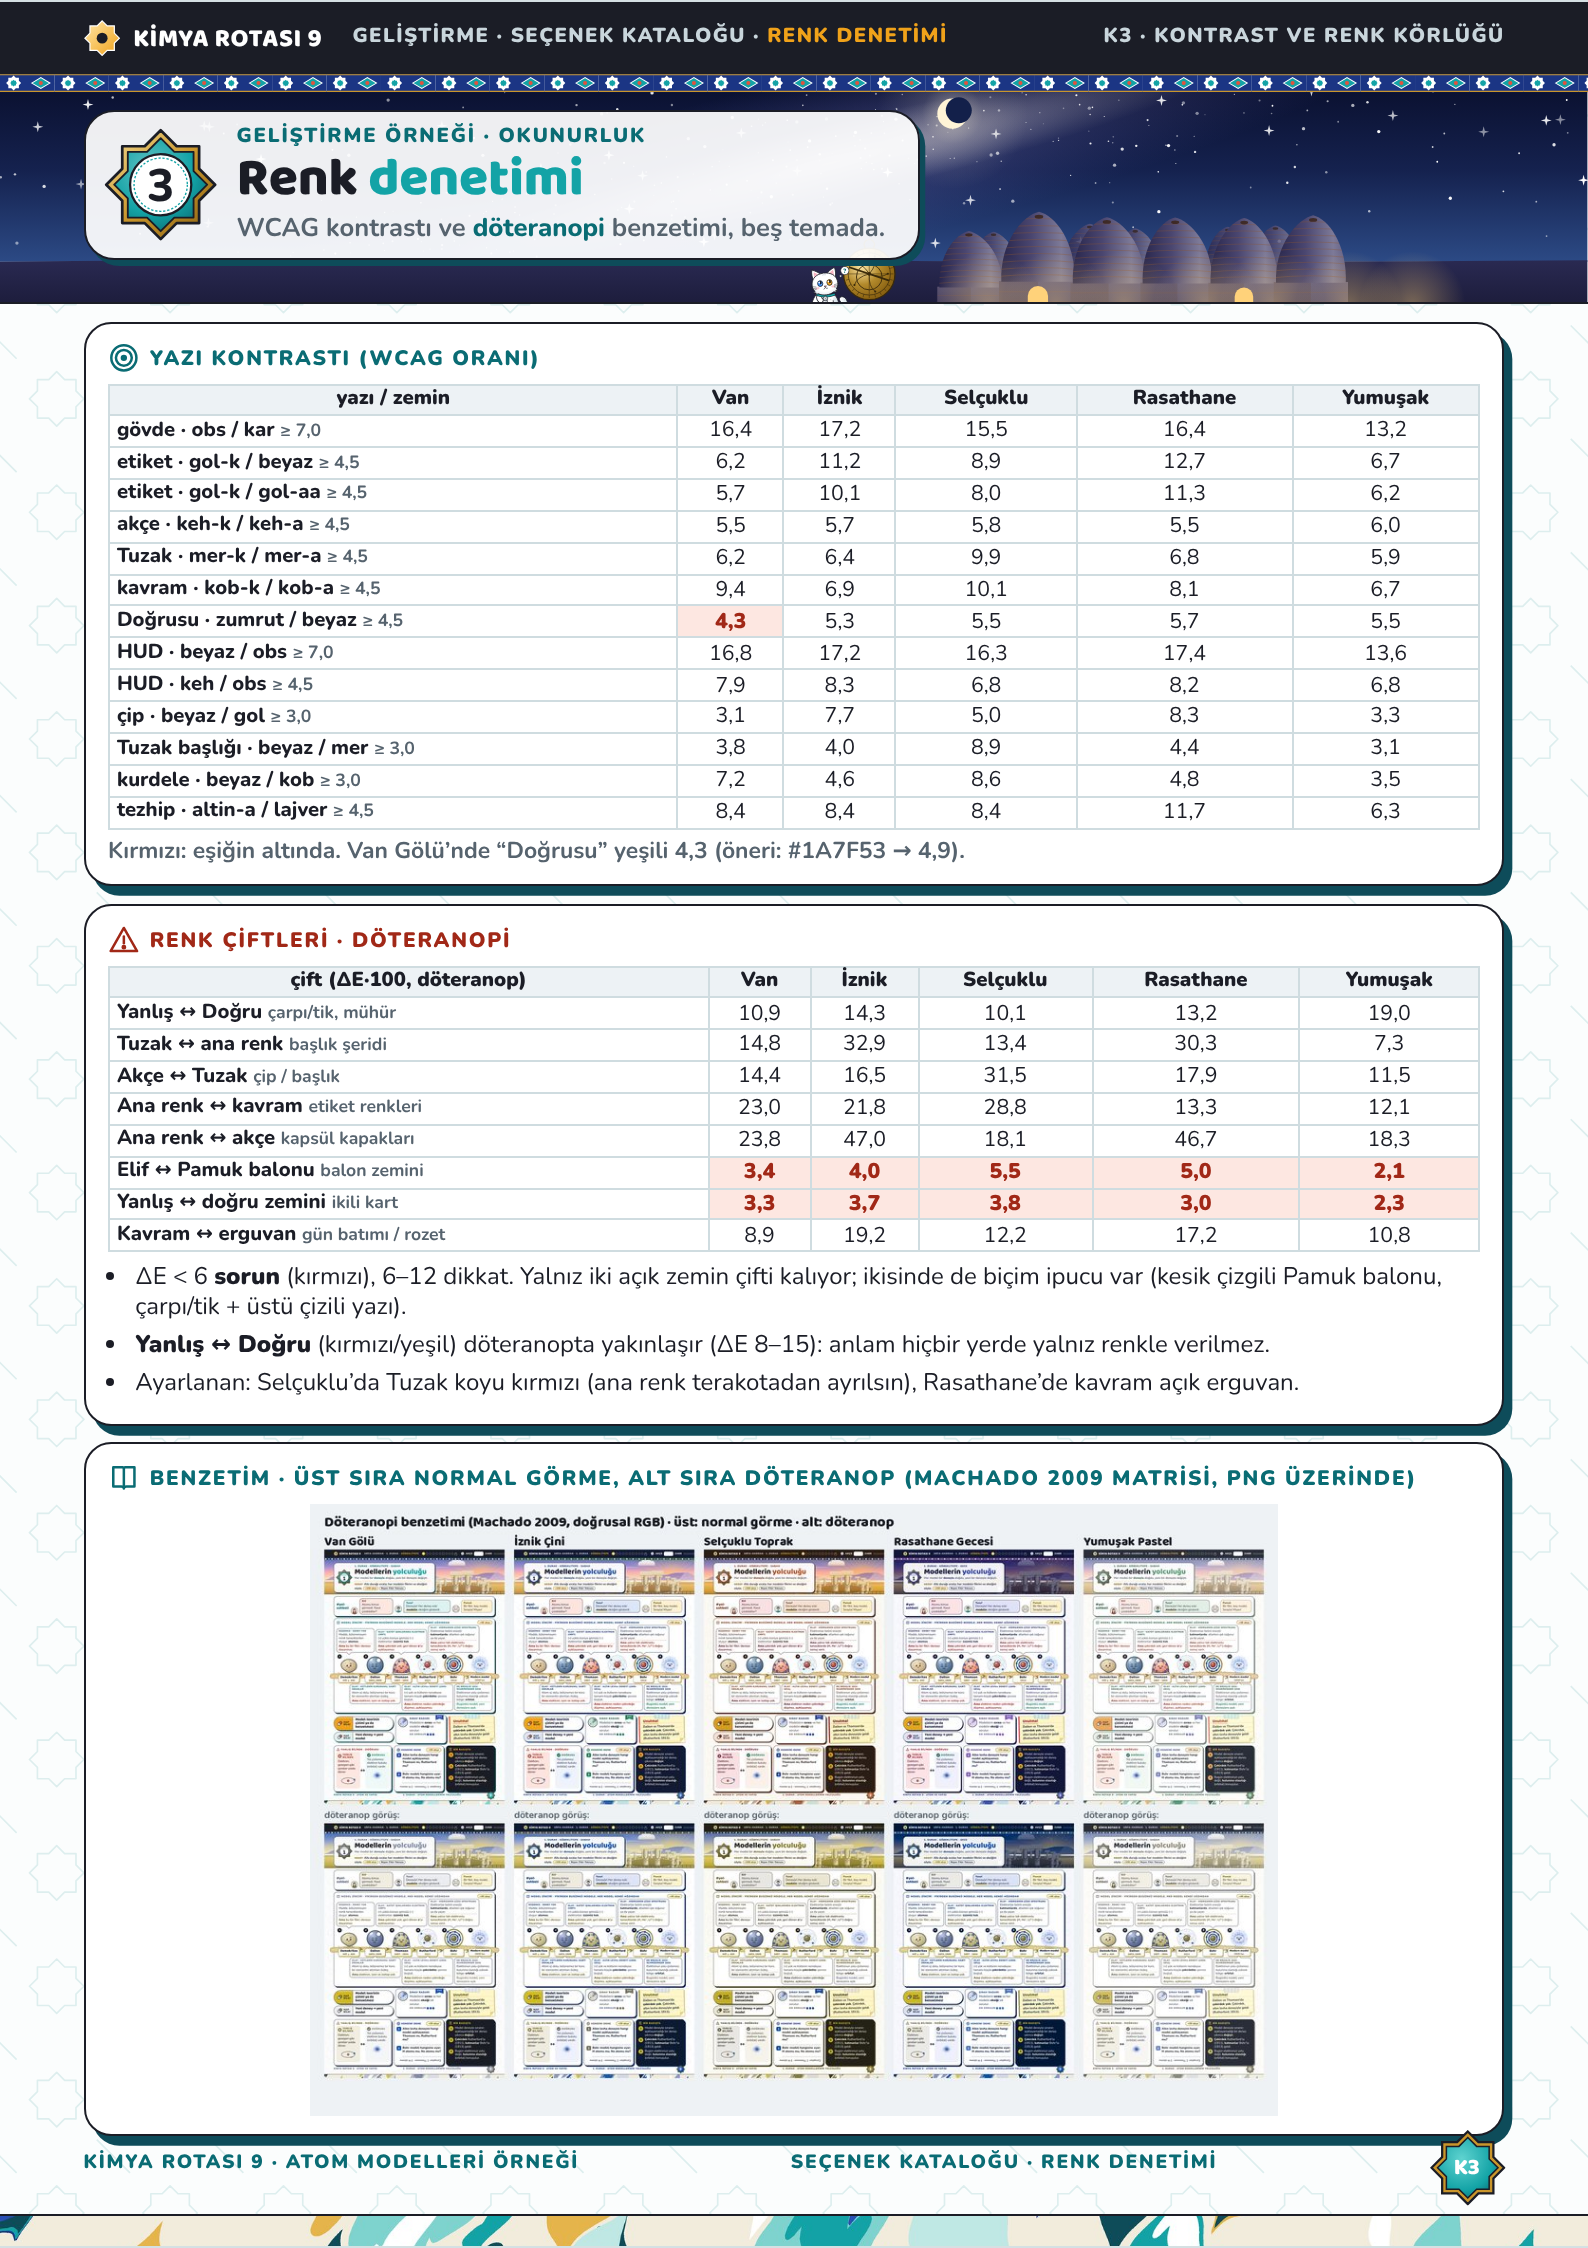 KİMYA ROTASI 9 GELİŞTİRME · SEÇENEK KATALOĞU · RENK DENETİMİ K3 · KONTRAST VE RENK KÖRLÜĞÜ
GELİŞTİRME ÖRNEĞİ · OKUNURLUK
3 Renk denetimi
WCAG kontrastı ve döteranopi benzetimi, beş temada.
YAZI KONTRASTI (WCAG ORANI)
yazı / zemin Van İznik Selçuklu Rasathane Yumuşak
gövde · obs / kar ≥ 7,0 16,4 17,2 15,5 16,4 13,2
etiket · gol-k / beyaz ≥ 4,5 6,2 11,2 8,9 12,7 6,7
etiket · gol-k / gol-aa ≥ 4,5 5,7 10,1 8,0 11,3 6,2
akçe · keh-k / keh-a ≥ 4,5 5,5 5,7 5,8 5,5 6,0
Tuzak · mer-k / mer-a ≥ 4,5 6,2 6,4 9,9 6,8 5,9
kavram · kob-k / kob-a ≥ 4,5 9,4 6,9 10,1 8,1 6,7
Doğrusu · zumrut / beyaz ≥ 4,5 4,3 5,3 5,5 5,7 5,5
HUD · beyaz / obs ≥ 7,0 16,8 17,2 16,3 17,4 13,6
HUD · keh / obs ≥ 4,5 7,9 8,3 6,8 8,2 6,8
çip · beyaz / gol ≥ 3,0 3,1 7,7 5,0 8,3 3,3
Tuzak başlığı · beyaz / mer ≥ 3,0 3,8 4,0 8,9 4,4 3,1
kurdele · beyaz / kob ≥ 3,0 7,2 4,6 8,6 4,8 3,5
tezhip · altin-a / lajver ≥ 4,5 8,4 8,4 8,4 11,7 6,3
Kırmızı: eşiğin altında. Van Gölü’nde “Doğrusu” yeşili 4,3 (öneri: #1A7F53 → 4,9).
RENK ÇİFTLERİ · DÖTERANOPİ
çift (ΔE·100, döteranop) Van İznik Selçuklu Rasathane Yumuşak
Yanlış ↔ Doğru çarpı/tik, mühür 10,9 14,3 10,1 13,2 19,0
Tuzak ↔ ana renk başlık şeridi 14,8 32,9 13,4 30,3 7,3
Akçe ↔ Tuzak çip / başlık 14,4 16,5 31,5 17,9 11,5
Ana renk ↔ kavram etiket renkleri 23,0 21,8 28,8 13,3 12,1
Ana renk ↔ akçe kapsül kapakları 23,8 47,0 18,1 46,7 18,3
Elif ↔ Pamuk balonu balon zemini 3,4 4,0 5,5 5,0 2,1
Yanlış ↔ doğru zemini ikili kart 3,3 3,7 3,8 3,0 2,3
Kavram ↔ erguvan gün batımı / rozet 8,9 19,2 12,2 17,2 10,8
• ΔE < 6 sorun (kırmızı), 6–12 dikkat. Yalnız iki açık zemin çifti kalıyor; ikisinde de biçim ipucu var (kesik çizgili Pamuk balonu,
çarpı/tik + üstü çizili yazı).
• Yanlış ↔ Doğru (kırmızı/yeşil) döteranopta yakınlaşır (ΔE 8–15): anlam hiçbir yerde yalnız renkle verilmez.
• Ayarlanan: Selçuklu’da Tuzak koyu kırmızı (ana renk terakotadan ayrılsın), Rasathane’de kavram açık erguvan.
BENZETİM · ÜST SIRA NORMAL GÖRME, ALT SIRA DÖTERANOP (MACHADO 2009 MATRİSİ, PNG ÜZERİNDE)
Döteranopi benzetimi (Machado 2009, doğrusal RGB) · üst: normal görme · alt: döteranop
Van Gölü İznik Çini Selçuklu Toprak Rasathane Gecesi Yumuşak Pastel
Modellerin yolculuğu Modellerin yolculuğu Modellerin yolculuğu Modellerin yolculuğu Modellerin yolculuğu
döteranop görüş: döteranop görüş: döteranop görüş: döteranop görüş: döteranop görüş:
Modellerin yolculuğu Modellerin yolculuğu Modellerin yolculuğu Modellerin yolculuğu Modellerin yolculuğu
KİMYA ROTASI 9 · ATOM MODELLERİ ÖRNEĞİ SEÇENEK KATALOĞU · RENK DENETİMİ K3